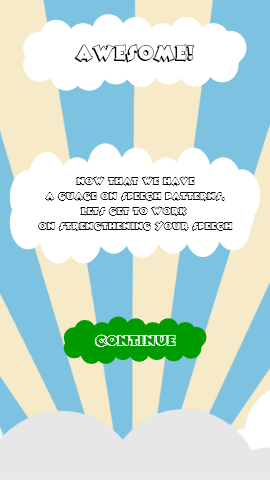 AWESOME!
NOW THAT WE HAVE
A GUAGE ON SPEECH PATTERNS,
LETS GET TO WORK
ON STRENGTHENING YOUR SPEECH
CONTINUE